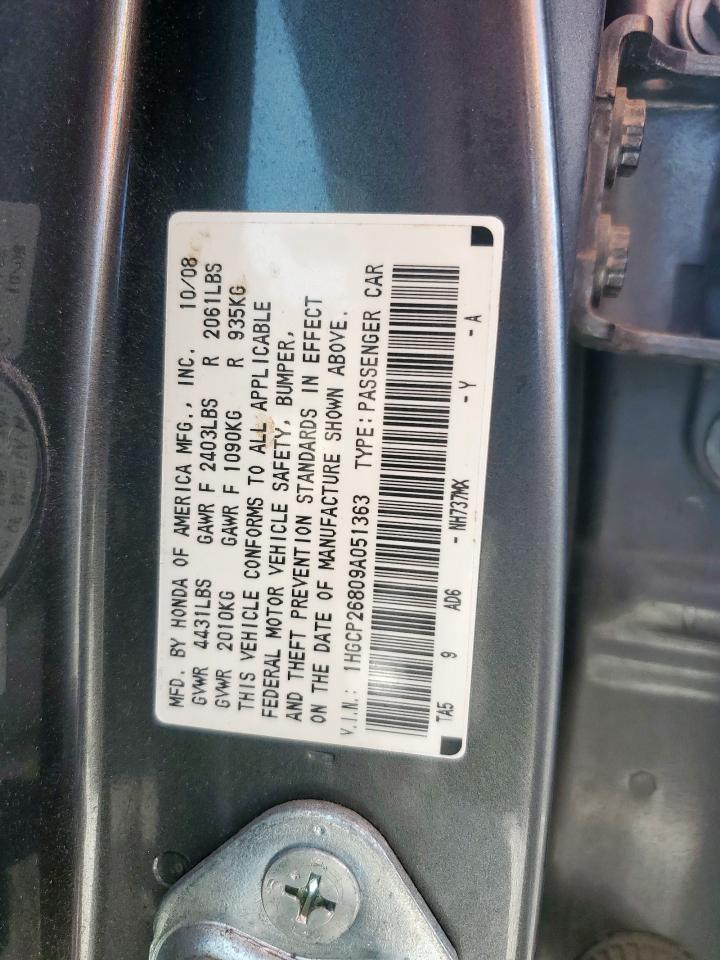 MFD. BY HONDA OF AMERICA MFG., INC. 10/08
GVWR 4431LBS GAWR F 2403LBS R 2061LBS
GVWR 2010KG GAWR F 1090KG R 935KG
THIS VEHICLE CONFORMS TO ALL APPLICABLE
FEDERAL MOTOR VEHICLE SAFETY, BUMPER,
AND THEFT PREVENTION STANDARDS IN EFFECT
ON THE DATE OF MANUFACTURE SHOWN ABOVE.
V.I.N.: 1HGCP26809A051363 TYPE:PASSENGER CAR
TA5 9 AD6 -NH737MX -Y -A